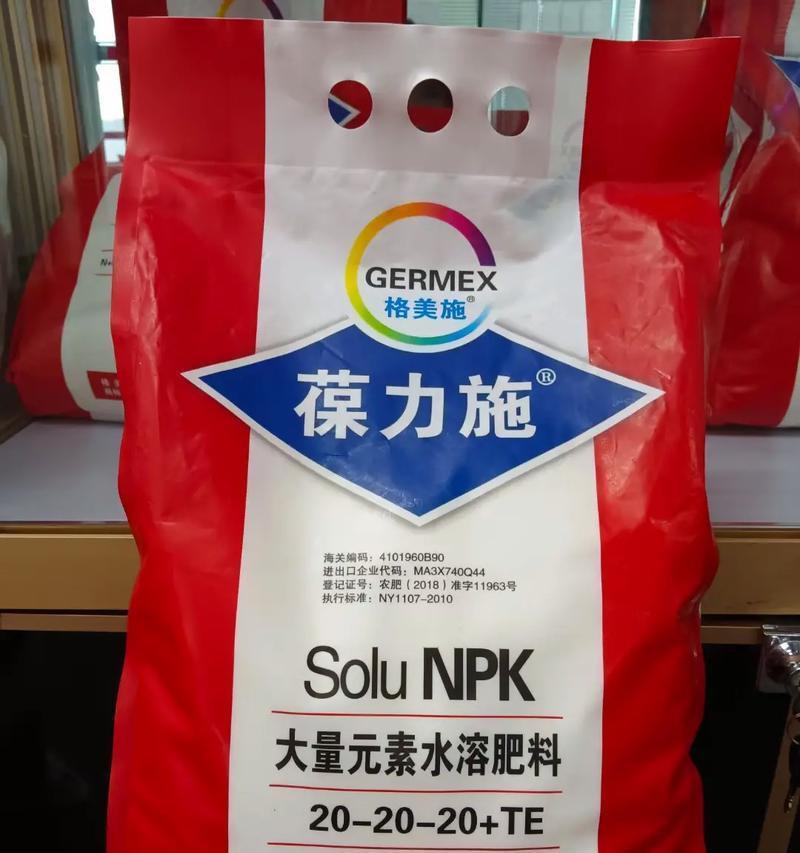 GERMEX
格美施®
葆力施®
海关编码：4101960B90
进出口企业代码：MA3X740Q44
登记证号：农肥（2018）准字11963号
执行标准：NY1107-2010
Solu NPK
大量元素水溶肥料
20-20-20+TE